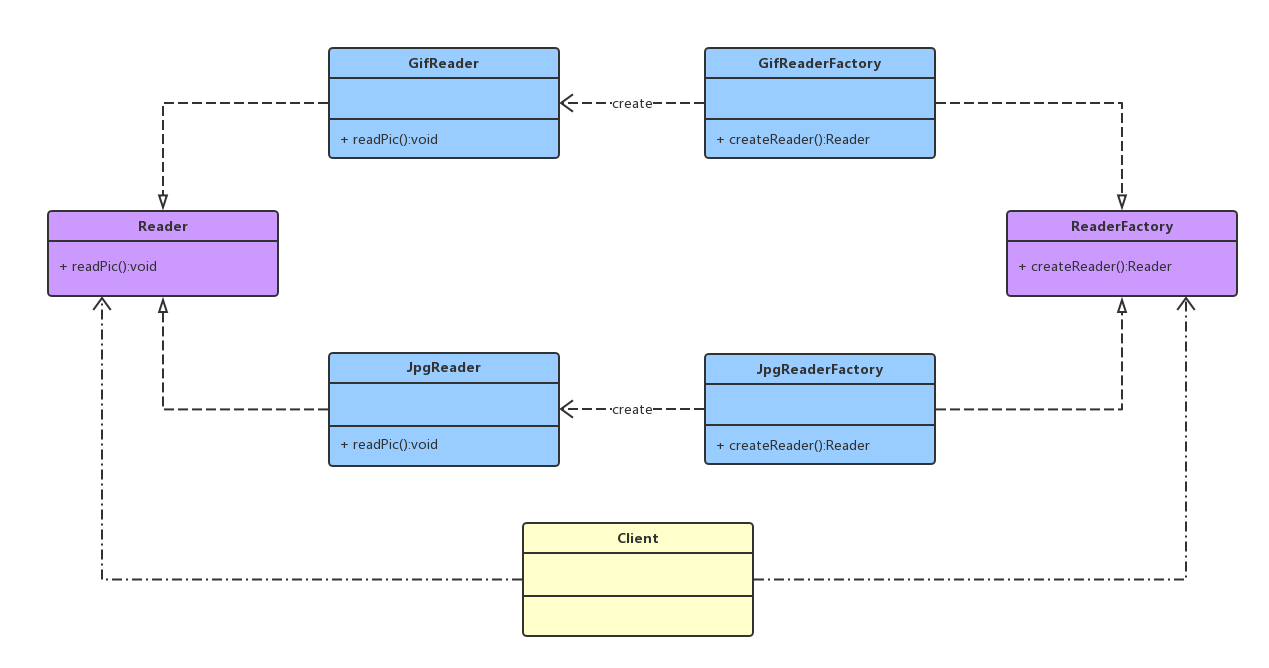 GifReader
+ readPic():void
create
GifReaderFactory
+ createReader():Reader
Reader
+ readPic():void
ReaderFactory
+ createReader():Reader
JpgReader
+ readPic():void
create
JpgReaderFactory
+ createReader():Reader
Client